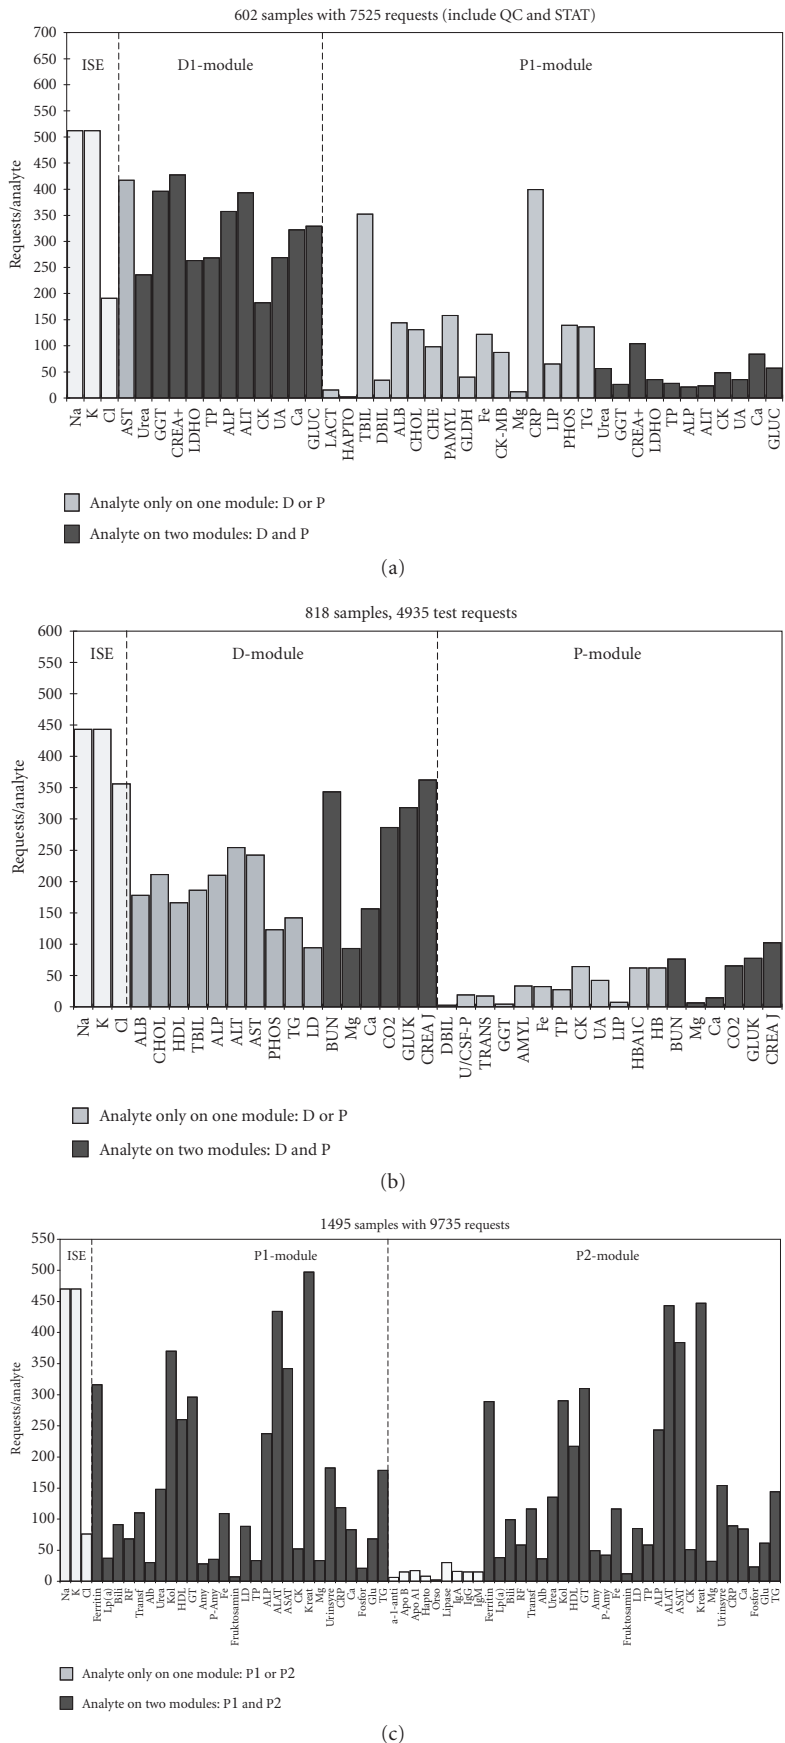 602 samples with 7525 requests (include QC and STAT)
700
650
600
550
500
450
400
350
300
250
200
150
100
50
0
Requests/analyte
ISE
D1-module
P1-module
Na
K
Cl
AST
Urea
GGT
CREA+
LDHO
TP
ALP
ALT
CK
UA
Ca
GLUC
LACT
HAPTO
TBIL
DBIL
ALB
CHOL
CHE
PAMYL
GLDH
Fe
CK-MB
Mg
CRP
LIP
PHOS
TG
Urea
GGT
CREA+
LDHO
TP
ALP
ALT
CK
UA
Ca
GLUC
Analyte only on one module: D or P
Analyte on two modules: D and P
(a)
818 samples, 4935 test requests
600
550
500
450
400
350
300
250
200
150
100
50
0
Requests/analyte
ISE
D-module
P-module
Na
K
Cl
ALB
CHOL
HDL
TBIL
ALP
ALT
AST
PHOS
TG
LD
BUN
Mg
Ca
CO2
GLUK
CREA J
DBIL
U/CSF-P
TRANS
GGT
AMYL
Fe
TP
CK
UA
LIP
HBA1C
HB
BUN
Mg
Ca
CO2
GLUK
CREA J
Analyte only on one module: D or P
Analyte on two modules: D and P
(b)
1495 samples with 9735 requests
550
500
450
400
350
300
250
200
150
100
50
0
Requests/analyte
ISE
P1-module
P2-module
Na
K
Cl
Ferritin
Lp(a)
Bili
RF
Transf
Alb
Urea
Kol
HDL
GT
Amy
P-Amy
Fe
Fruktosamin
LD
TP
ALP
ALAT
ASAT
CK
Kreat
Mg
Urinsyre
CRP
Ca
Fosfor
Glu
TG
a-1-anti
Apo B
Apo A1
Hapto
Orso
Lipase
IgA
IgG
IgM
Ferritin
Lp(a)
Bili
RF
Transf
Alb
Urea
Kol
HDL
GT
Amy
P-Amy
Fe
Fruktosamin
LD
TP
ALP
ALAT
ASAT
CK
Kreat
Mg
Urinsyre
CRP
Ca
Fosfor
Glu
TG
Analyte only on one module: P1 or P2
Analyte on two modules: P1 and P2
(c)